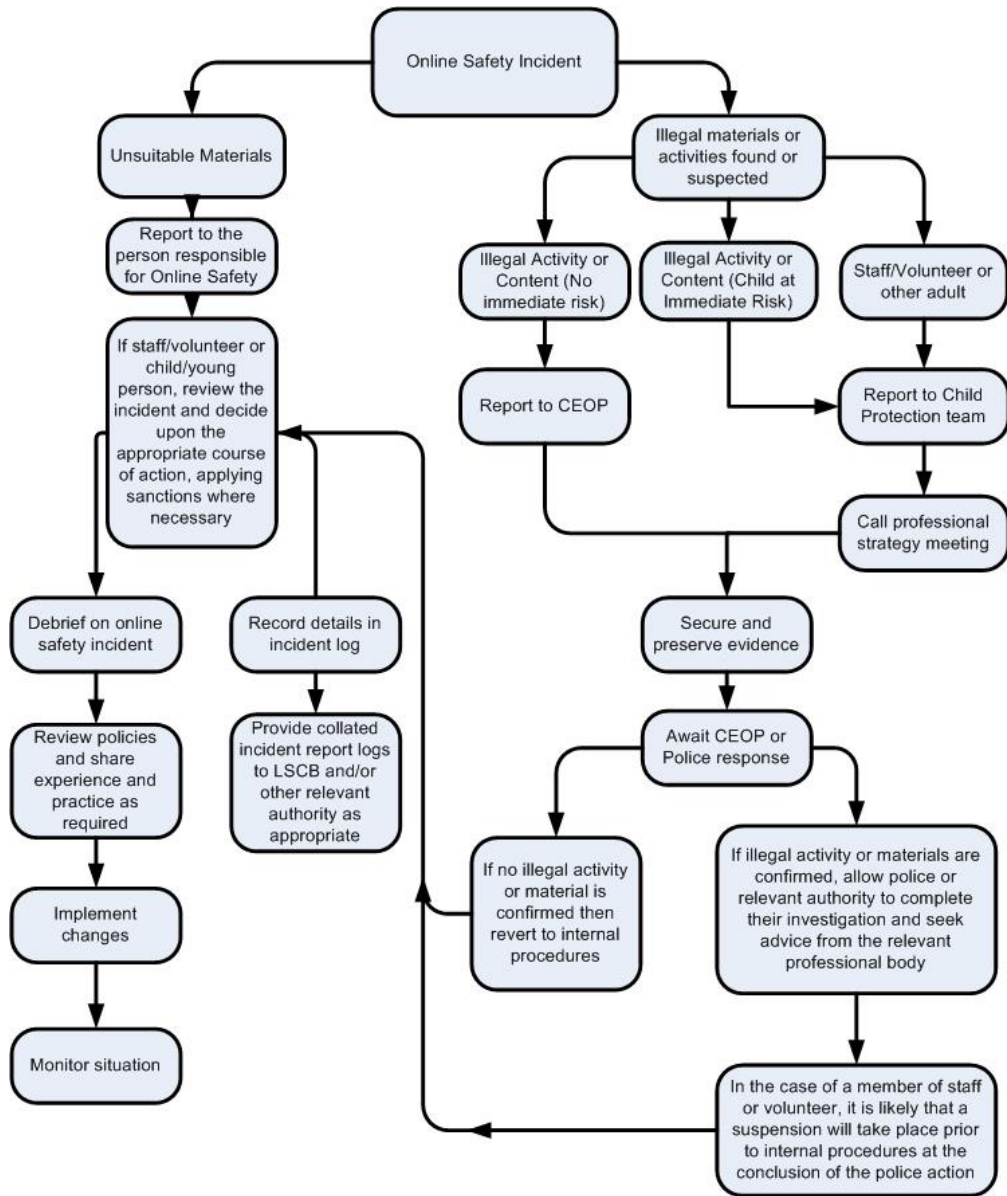 Online Safety Incident
Unsuitable Materials
Report to the
person responsible
for Online Safety
If staff/volunteer or
child/young
person, review the
incident and decide
upon the
appropriate course
of action, applying
sanctions where
necessary
Debrief on online
safety incident
Review policies
and share
experience and
practice as
required
Implement
changes
Monitor situation
Record details in
incident log
Provide collated
incident report logs
to LSCB and/or
other relevant
authority as
appropriate
Illegal materials or
activities found or
suspected
Illegal Activity or
Content (No
immediate risk)
Illegal Activity or
Content (Child at
Immediate Risk)
Staff/Volunteer or
other adult
Report to CEOP
Report to Child
Protection team
Call professional
strategy meeting
Secure and
preserve evidence
Await CEOP or
Police response
If no illegal activity
or material is
confirmed then
revert to internal
procedures
If illegal activity or materials are
confirmed, allow police or
relevant authority to complete
their investigation and seek
advice from the relevant
professional body
In the case of a member of staff
or volunteer, it is likely that a
suspension will take place prior
to internal procedures at the
conclusion of the police action